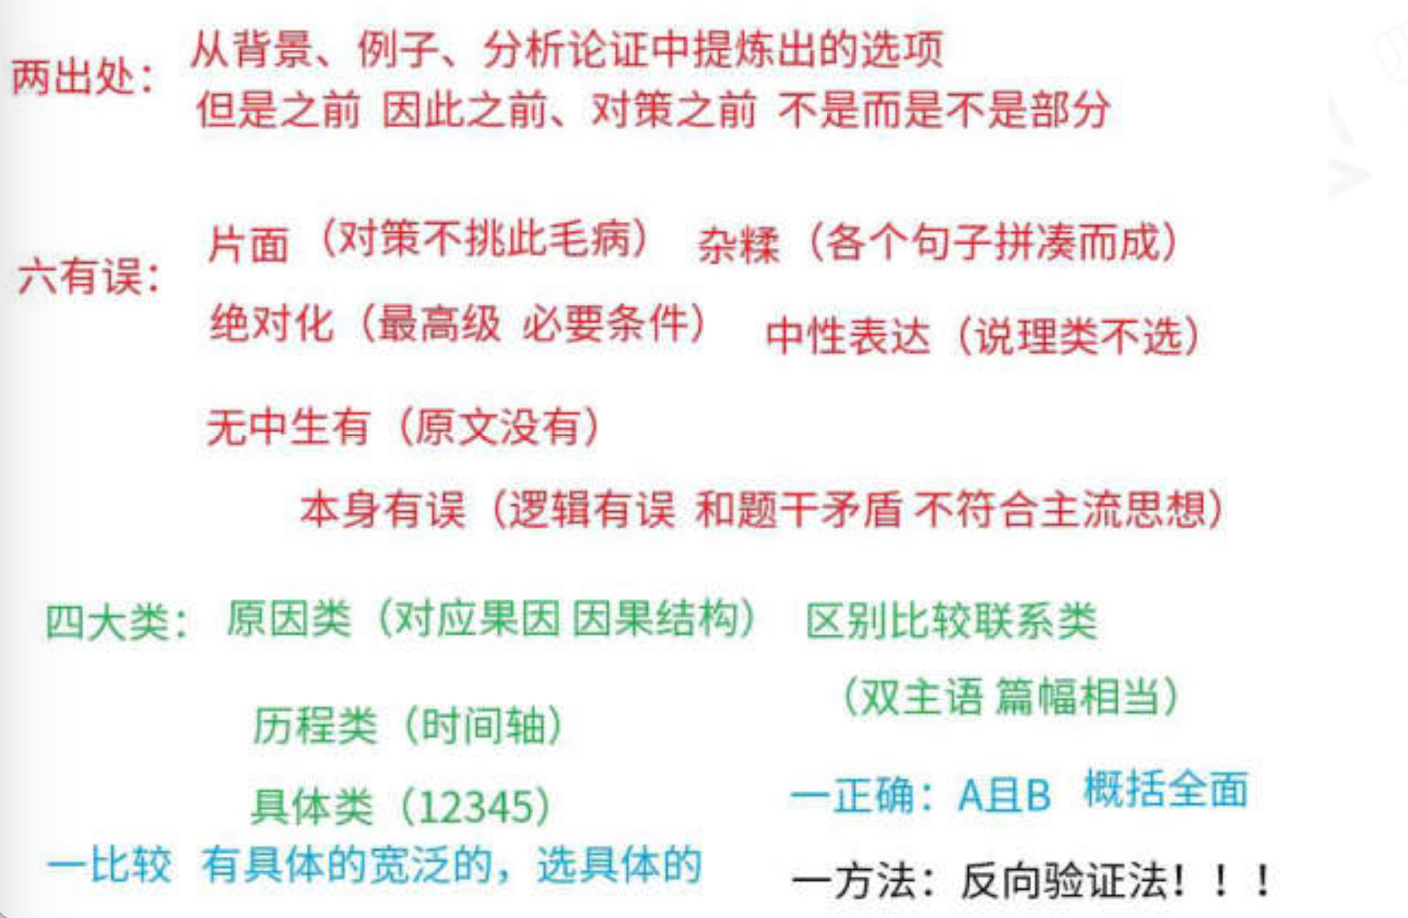 两出处：
从背景、例子、分析论证中提炼出的选项
但是之前 因此之前、对策之前 不是而是不是部分
六有误：
片面（对策不挑此毛病） 杂糅（各个句子拼凑而成）
绝对化（最高级 必要条件） 中性表达（说理类不选）
无中生有（原文没有）
本身有误（逻辑有误 和题干矛盾 不符合主流思想）
四大类： 原因类（对应果因 因果结构） 区别比较联系类
（双主语 篇幅相当）
历程类（时间轴）
具体类（12345）
一正确：A且B 概括全面
一比较 有具体的宽泛的，选具体的
一方法：反向验证法！！！